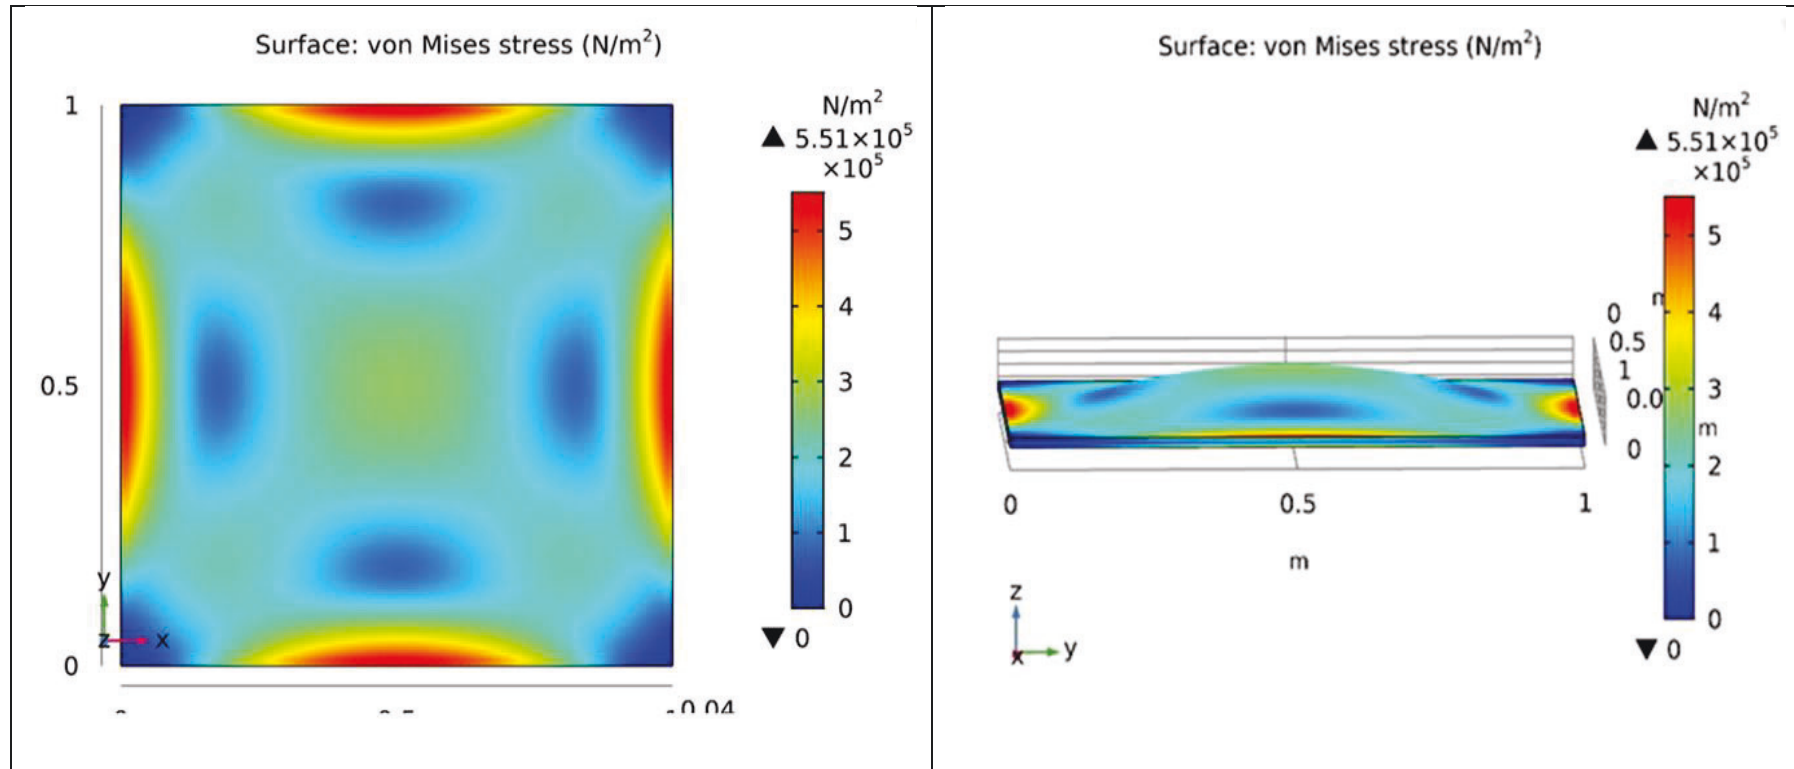 Surface: von Mises stress (N/m²)
N/m²
▲ 5.51×10⁵
×10⁵
5
4
3
2
1
0
▼ 0
1
0.5
0
y
z x
0.04
Surface: von Mises stress (N/m²)
N/m²
▲ 5.51×10⁵
×10⁵
5
4
3
2
1
0
▼ 0
0
0.5
1
0.0
m
0
0 0.5 1
m
z
x y